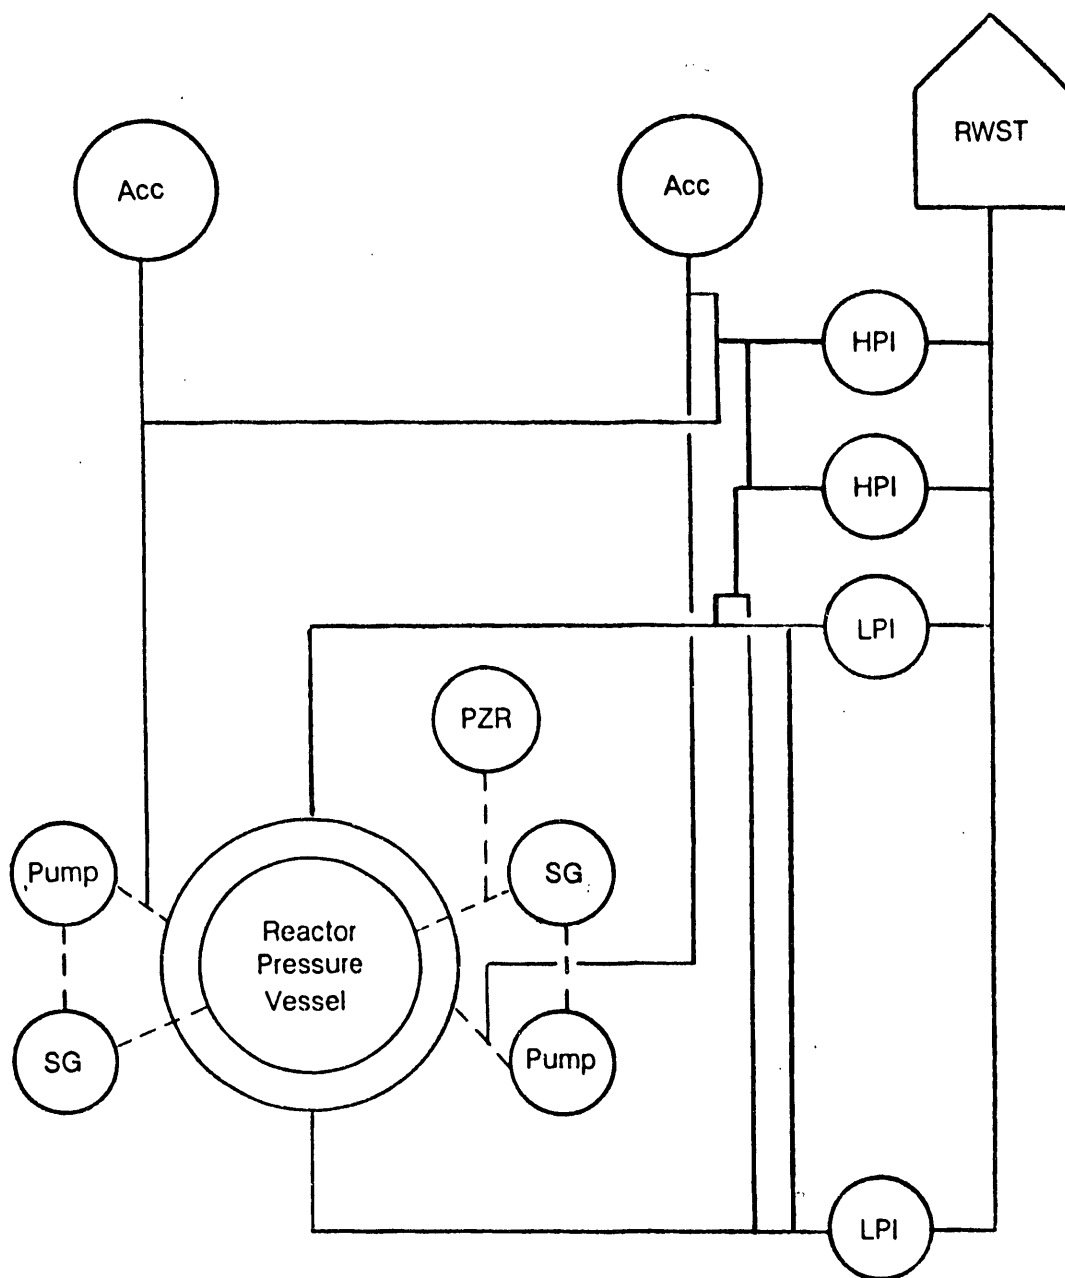 RWST
Acc
Acc
HPI
HPI
LPI
PZR
Pump
SG
Reactor
Pressure
Vessel
SG
Pump
LPI